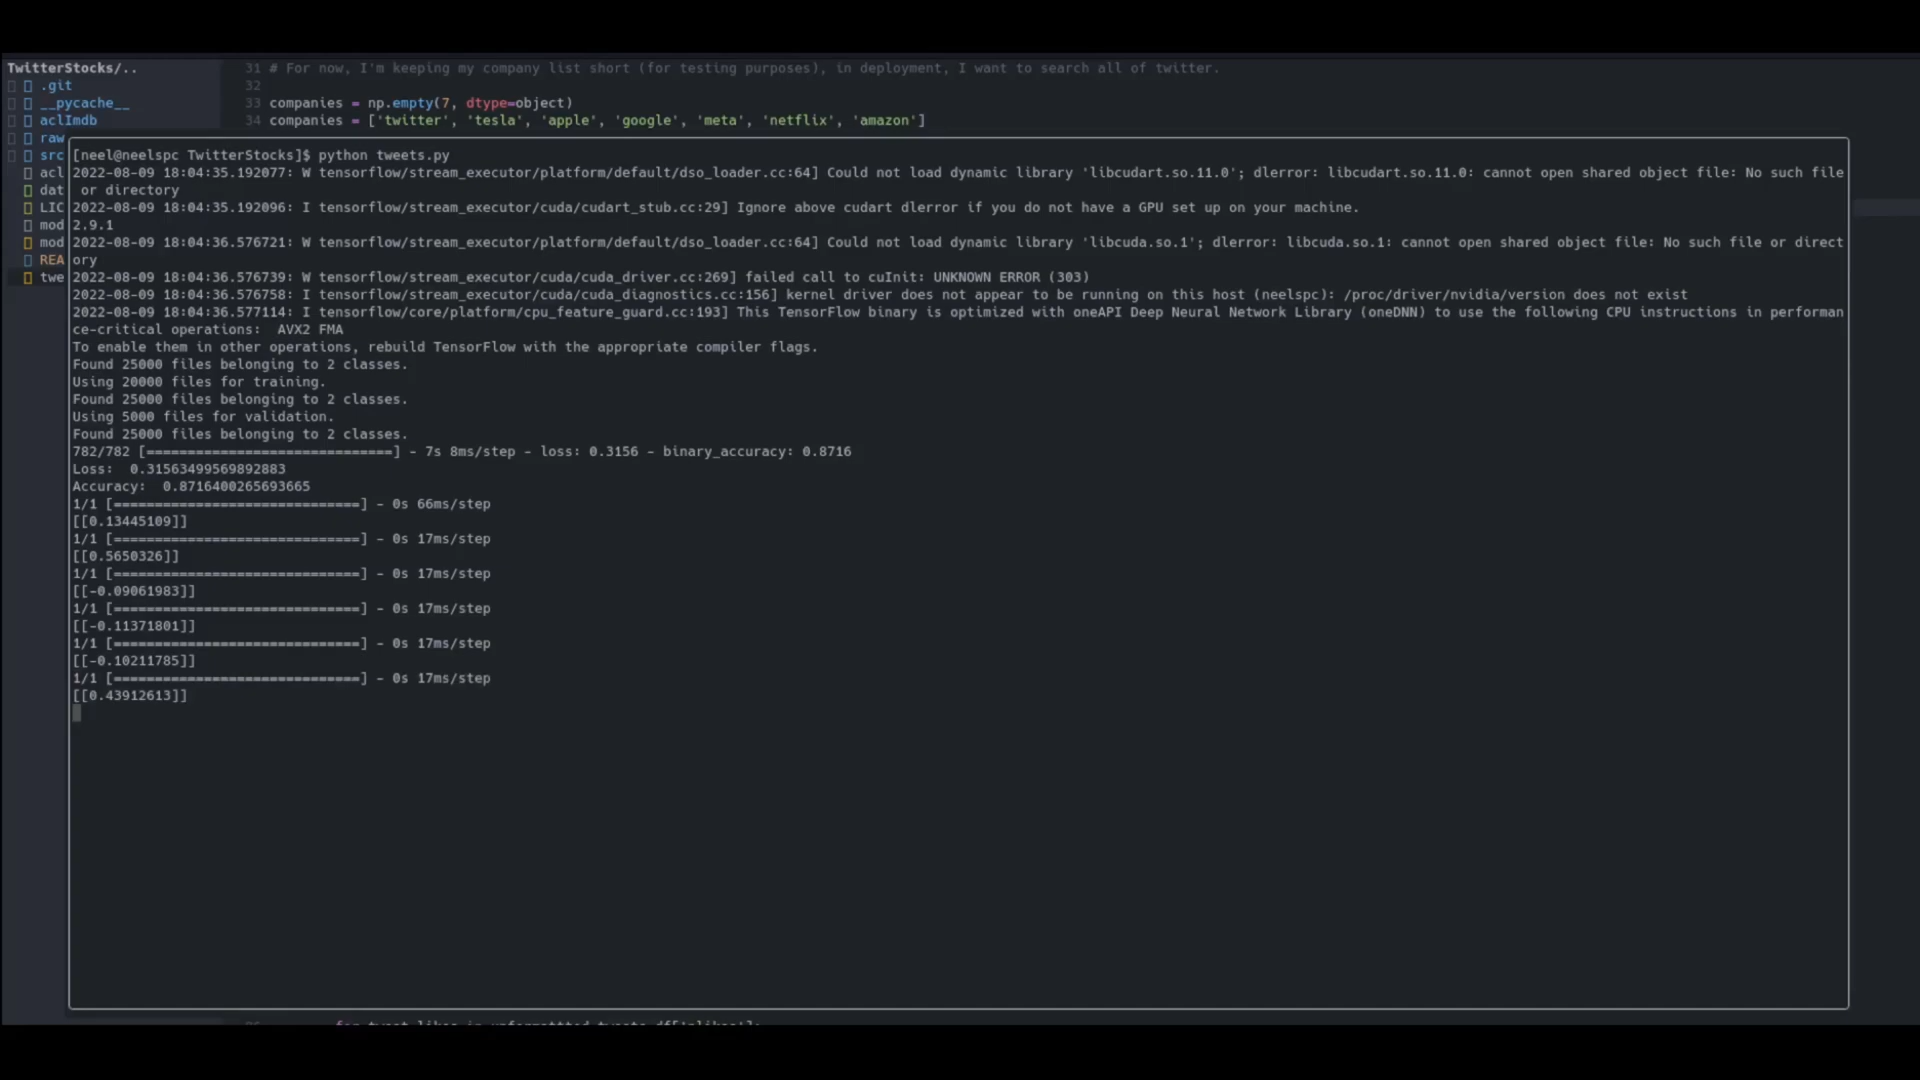 TwitterStocks/..
31 # For now, I'm keeping my company list short (for testing purposes), in deployment, I want to search all of twitter.
.git
32
__pycache__
33 companies = np.empty(7, dtype=object)
aclImdb
34 companies = ['twitter', 'tesla', 'apple', 'google', 'meta', 'netflix', 'amazon']
raw
src
acl
dat
LIC
mod
mod
REA
twe
[neel@neelspc TwitterStocks]$ python tweets.py
2022-08-09 18:04:35.192077: W tensorflow/stream_executor/platform/default/dso_loader.cc:64] Could not load dynamic library 'libcudart.so.11.0'; dlerror: libcudart.so.11.0: cannot open shared object file: No such file
or directory
2022-08-09 18:04:35.192096: I tensorflow/stream_executor/cuda/cudart_stub.cc:29] Ignore above cudart dlerror if you do not have a GPU set up on your machine.
2.9.1
2022-08-09 18:04:36.576721: W tensorflow/stream_executor/platform/default/dso_loader.cc:64] Could not load dynamic library 'libcuda.so.1'; dlerror: libcuda.so.1: cannot open shared object file: No such file or direct
ory
2022-08-09 18:04:36.576739: W tensorflow/stream_executor/cuda/cuda_driver.cc:269] failed call to cuInit: UNKNOWN ERROR (303)
2022-08-09 18:04:36.576758: I tensorflow/stream_executor/cuda/cuda_diagnostics.cc:156] kernel driver does not appear to be running on this host (neelspc): /proc/driver/nvidia/version does not exist
2022-08-09 18:04:36.577114: I tensorflow/core/platform/cpu_feature_guard.cc:193] This TensorFlow binary is optimized with oneAPI Deep Neural Network Library (oneDNN) to use the following CPU instructions in performan
ce-critical operations:  AVX2 FMA
To enable them in other operations, rebuild TensorFlow with the appropriate compiler flags.
Found 25000 files belonging to 2 classes.
Using 20000 files for training.
Found 25000 files belonging to 2 classes.
Using 5000 files for validation.
Found 25000 files belonging to 2 classes.
782/782 [==============================] - 7s 8ms/step - loss: 0.3156 - binary_accuracy: 0.8716
Loss:  0.31563499569892883
Accuracy:  0.8716400265693665
1/1 [==============================] - 0s 66ms/step
[[0.13445109]]
1/1 [==============================] - 0s 17ms/step
[[0.5650326]]
1/1 [==============================] - 0s 17ms/step
[[-0.09061983]]
1/1 [==============================] - 0s 17ms/step
[[-0.11371801]]
1/1 [==============================] - 0s 17ms/step
[[-0.10211785]]
1/1 [==============================] - 0s 17ms/step
[[0.43912613]]